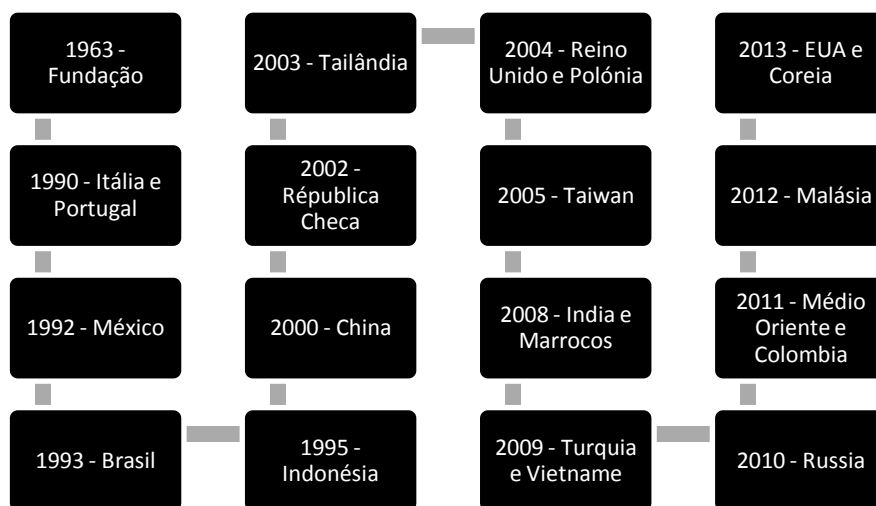 1963 -
Fundação
1990 - Itália e
Portugal
1992 - México
1993 - Brasil
1995 -
Indonésia
2000 - China
2002 -
Républica
Checa
2003 - Tailândia
2004 - Reino
Unido e Polónia
2005 - Taiwan
2008 - India e
Marrocos
2009 - Turquia
e Vietname
2010 - Russia
2011 - Médio
Oriente e
Colombia
2012 - Malásia
2013 - EUA e
Coreia